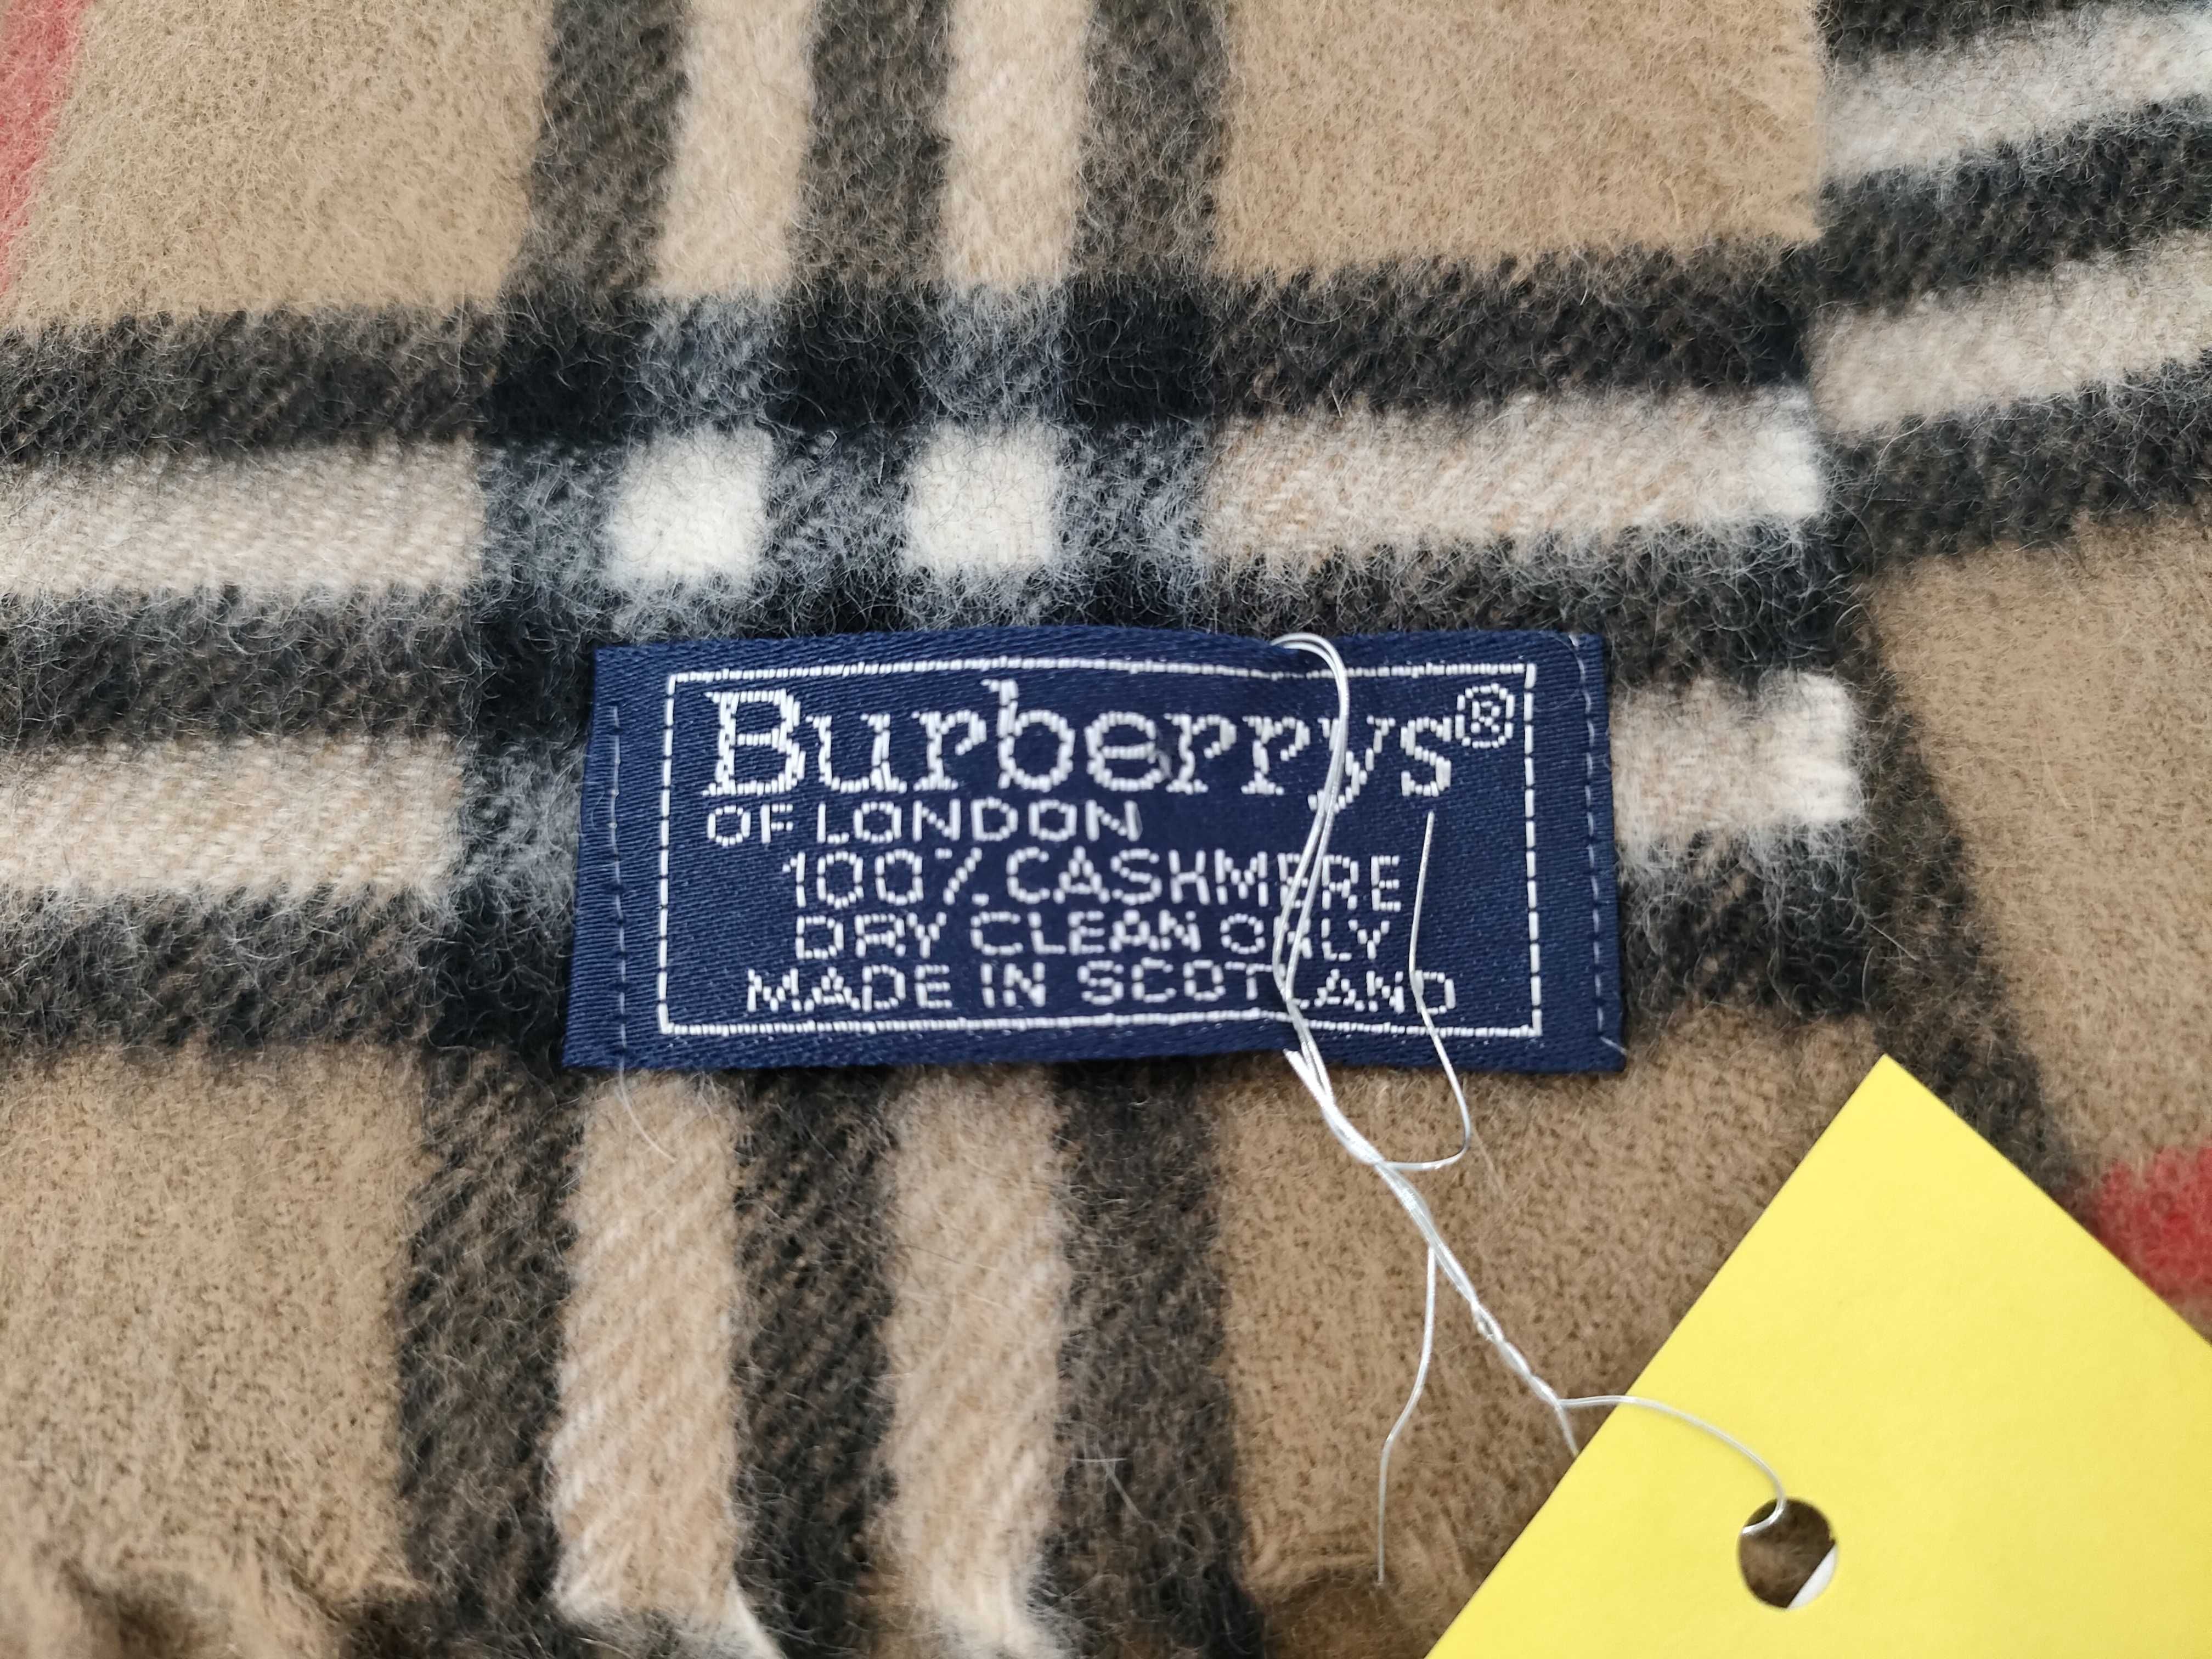 Burberrys®
OF LONDON
100% CASHMERE
DRY CLEAN ONLY
MADE IN SCOTLAND